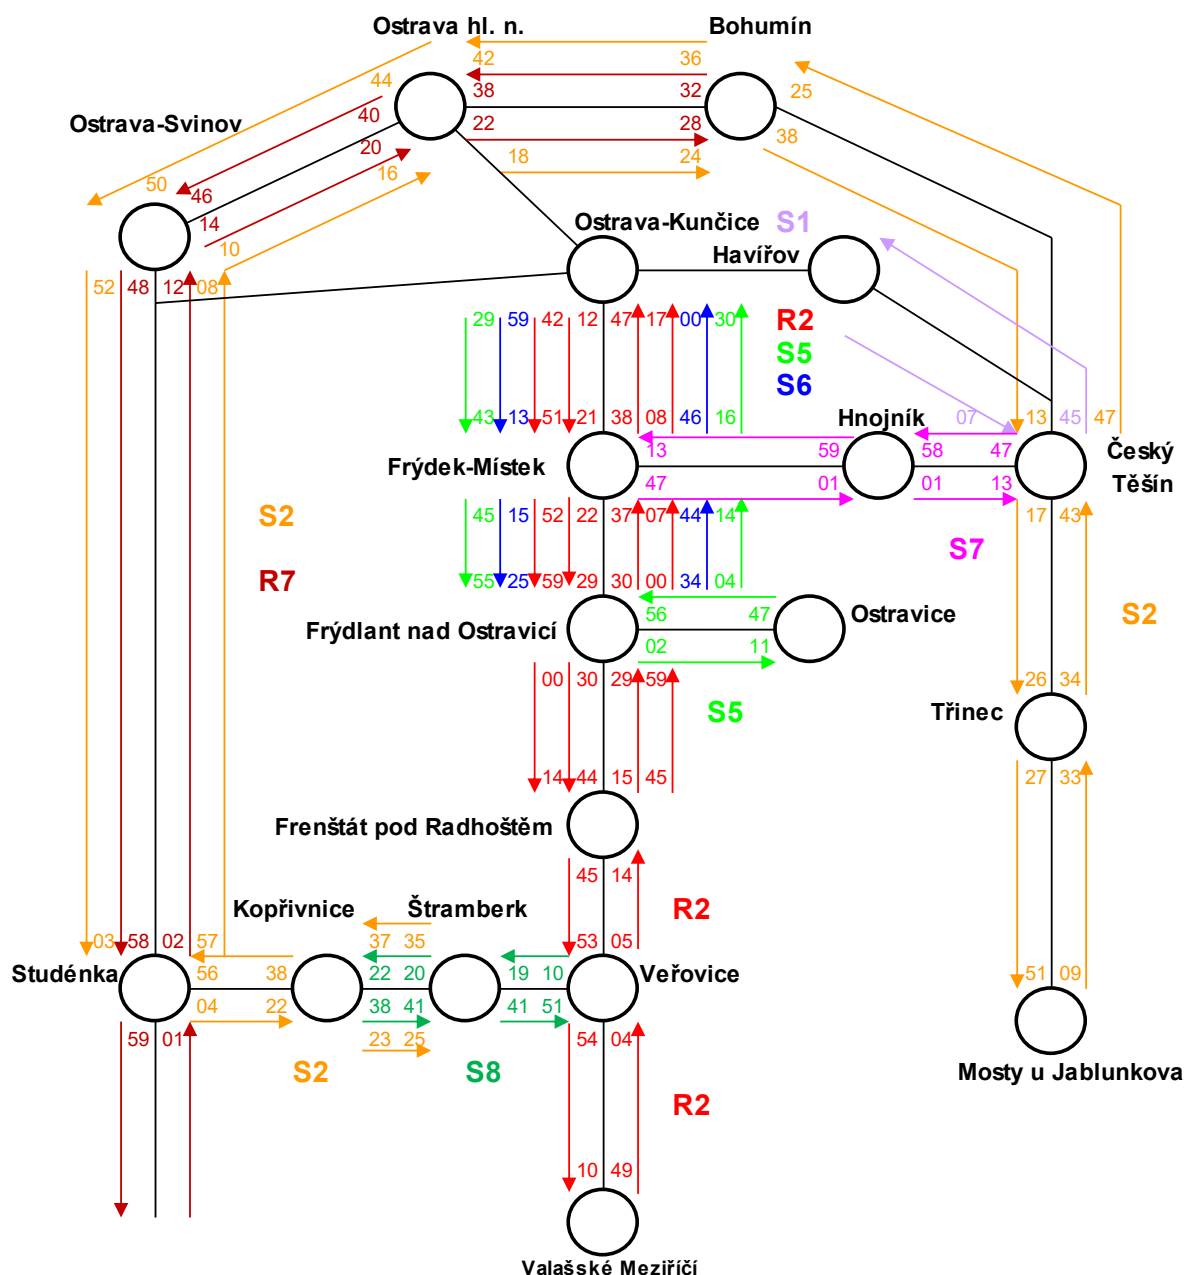 Ostrava hl. n. Bohumín
42 36
44 25
38 32
40
Ostrava-Svinov
22 28 38
20
18 24
16
50
46
14
10
Ostrava-Kunčice S1
Havířov
52 48 12 08
29 59 42 12 47 17 00 30 R2
S5
S6
43 13 51 21 38 08 46 16 Hnojník 07 13 45 47
13 59 58 47
Frýdek-Místek Český
Těšín
47 01 01 13
S2 45 15 52 22 37 07 44 14 17 43
S7
R7 55 25 59 29 30 00 34 04
56 47 Ostravice
Frýdlant nad Ostravicí S2
02 11
00 30 29 59 26 34
S5 Třinec
14 44 15 45 27 33
Frenštát pod Radhoštěm
45 14
Kopřivnice Štramberk R2
03 58 02 57 37 35 53 05
Studénka 56 38 22 20 19 10 Veřovice 51 09
04 22 38 41 41 51
59 01 23 25 54 04
S2 S8 Mosty u Jablunkova
R2
10 49
Valašské Meziříčí